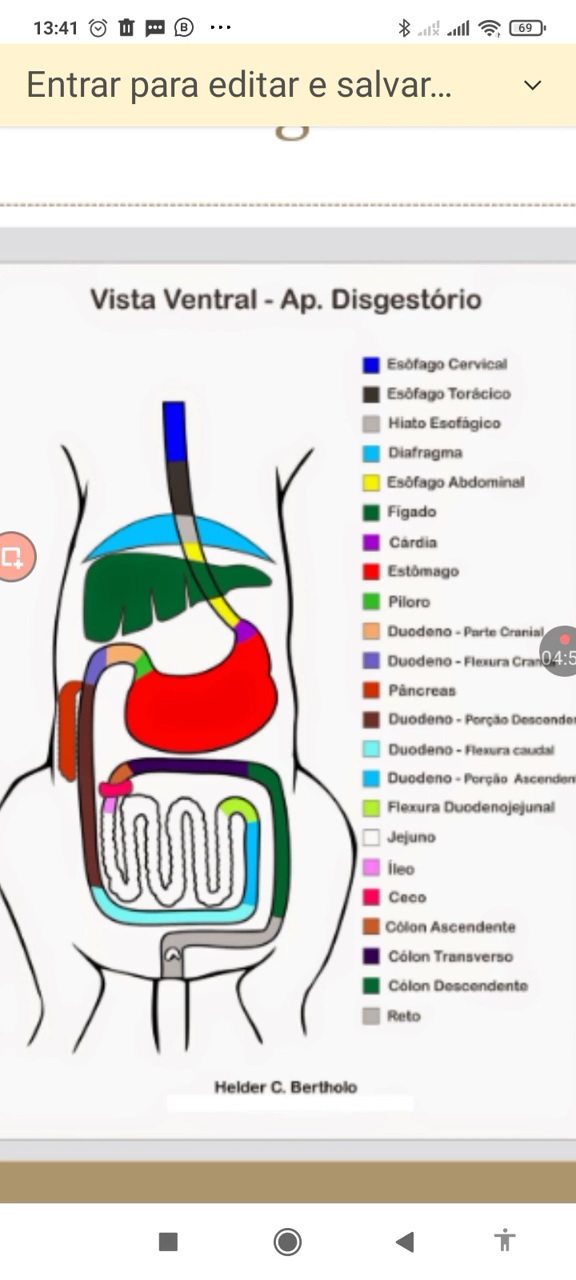 13:41
69
Entrar para editar e salvar...
Vista Ventral - Ap. Disgestório
Esôfago Cervical
Esôfago Torácico
Hiato Esofágico
Diafragma
Esôfago Abdominal
Fígado
Cárdia
Estômago
Piloro
Duodeno - Parte Cranial
Duodeno - Flexura Cran
04:5
Pâncreas
Duodeno - Porção Descenden
Duodeno - Flexura caudal
Duodeno - Porção Ascenden
Flexura Duodenojejunal
Jejuno
Íleo
Ceco
Cólon Ascendente
Cólon Transverso
Cólon Descendente
Reto
Helder C. Bertholo